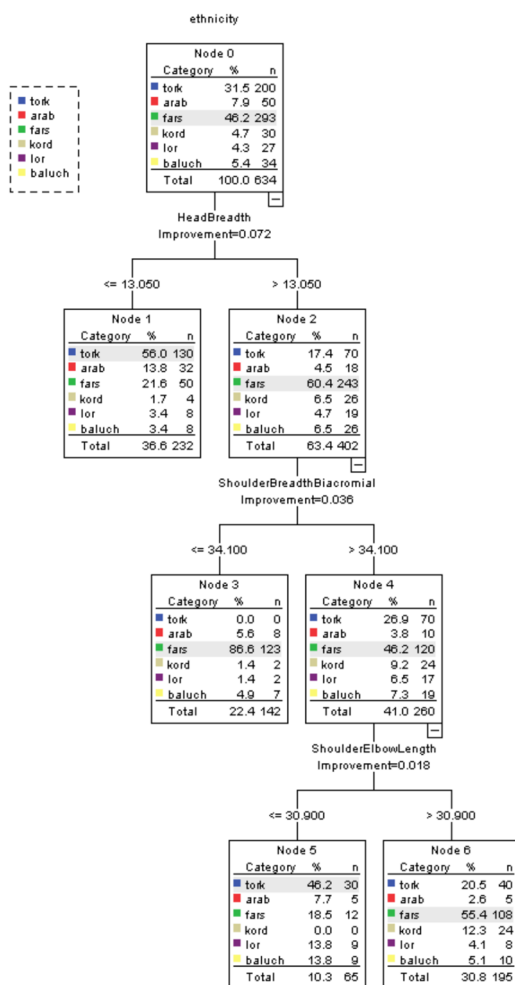 ethnicity
Node 0
Category % n
tork 31.5 200
arab 7.9 50
fars 46.2 293
kord 4.7 30
lor 4.3 27
baluch 5.4 34
Total 100.0 634
tork
arab
fars
kord
lor
baluch
HeadBreadth
Improvement=0.072
<= 13.050
> 13.050
Node 1
Category % n
tork 56.0 130
arab 13.8 32
fars 21.6 50
kord 1.7 4
lor 3.4 8
baluch 3.4 8
Total 36.6 232
Node 2
Category % n
tork 17.4 70
arab 4.5 18
fars 60.4 243
kord 6.5 26
lor 4.7 19
baluch 6.5 26
Total 63.4 402
ShoulderBreadthBiacromial
Improvement=0.036
<= 34.100
> 34.100
Node 3
Category % n
tork 0.0 0
arab 5.6 8
fars 86.6 123
kord 1.4 2
lor 1.4 2
baluch 4.9 7
Total 22.4 142
Node 4
Category % n
tork 26.9 70
arab 3.8 10
fars 46.2 120
kord 9.2 24
lor 6.5 17
baluch 7.3 19
Total 41.0 260
ShoulderElbowLength
Improvement=0.018
<= 30.900
> 30.900
Node 5
Category % n
tork 46.2 30
arab 7.7 5
fars 18.5 12
kord 0.0 0
lor 13.8 9
baluch 13.8 9
Total 10.3 65
Node 6
Category % n
tork 20.5 40
arab 2.6 5
fars 55.4 108
kord 12.3 24
lor 4.1 8
baluch 5.1 10
Total 30.8 195